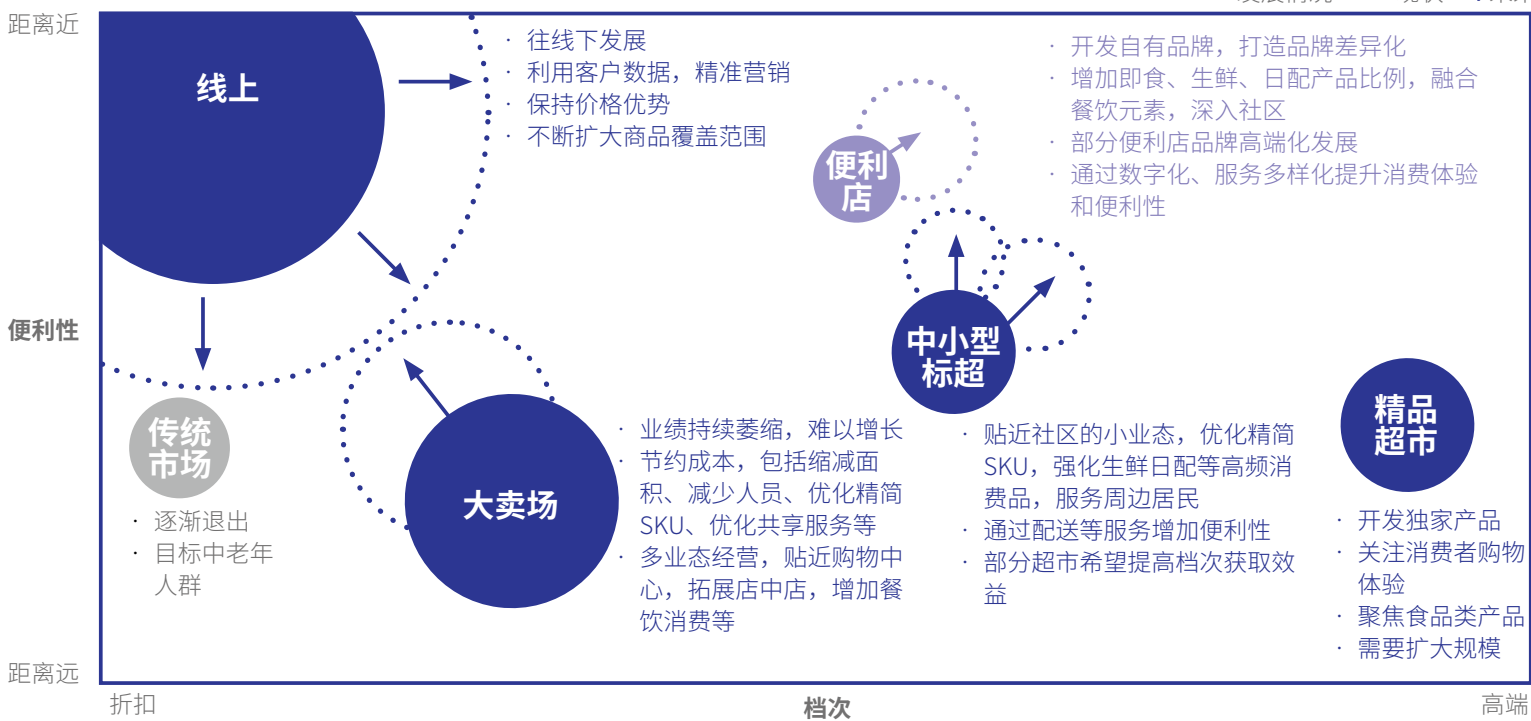 距离近
线上
· 往线下发展
· 利用客户数据，精准营销
· 保持价格优势
· 不断扩大商品覆盖范围
· 开发自有品牌，打造品牌差异化
· 增加即食、生鲜、日配产品比例，融合
餐饮元素，深入社区
· 部分便利店品牌高端化发展
· 通过数字化、服务多样化提升消费体验
和便利性
便利
店
便利性
中小型
标超
传统
市场
· 逐渐退出
· 目标中老年
人群
大卖场
· 业绩持续萎缩，难以增长
· 节约成本，包括缩减面
积、减少人员、优化精简
SKU、优化共享服务等
· 多业态经营，贴近购物中
心，拓展店中店，增加餐
饮消费等
· 贴近社区的小业态，优化精简
SKU，强化生鲜日配等高频消
费品，服务周边居民
· 通过配送等服务增加便利性
· 部分超市希望提高档次获取效
益
精品
超市
· 开发独家产品
· 关注消费者购物
体验
· 聚焦食品类产品
· 需要扩大规模
距离远
折扣
档次
高端